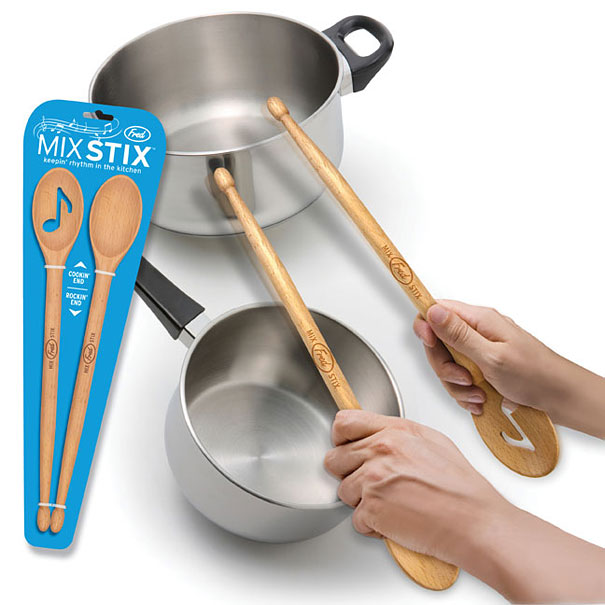 Fred
MIX STIX™
keepin' rhythm in the kitchen
COOKIN'
END
ROCKIN'
END
MIX Fred STIX
MIX Fred STIX
MIX Fred STIX
MIX Fred STIX